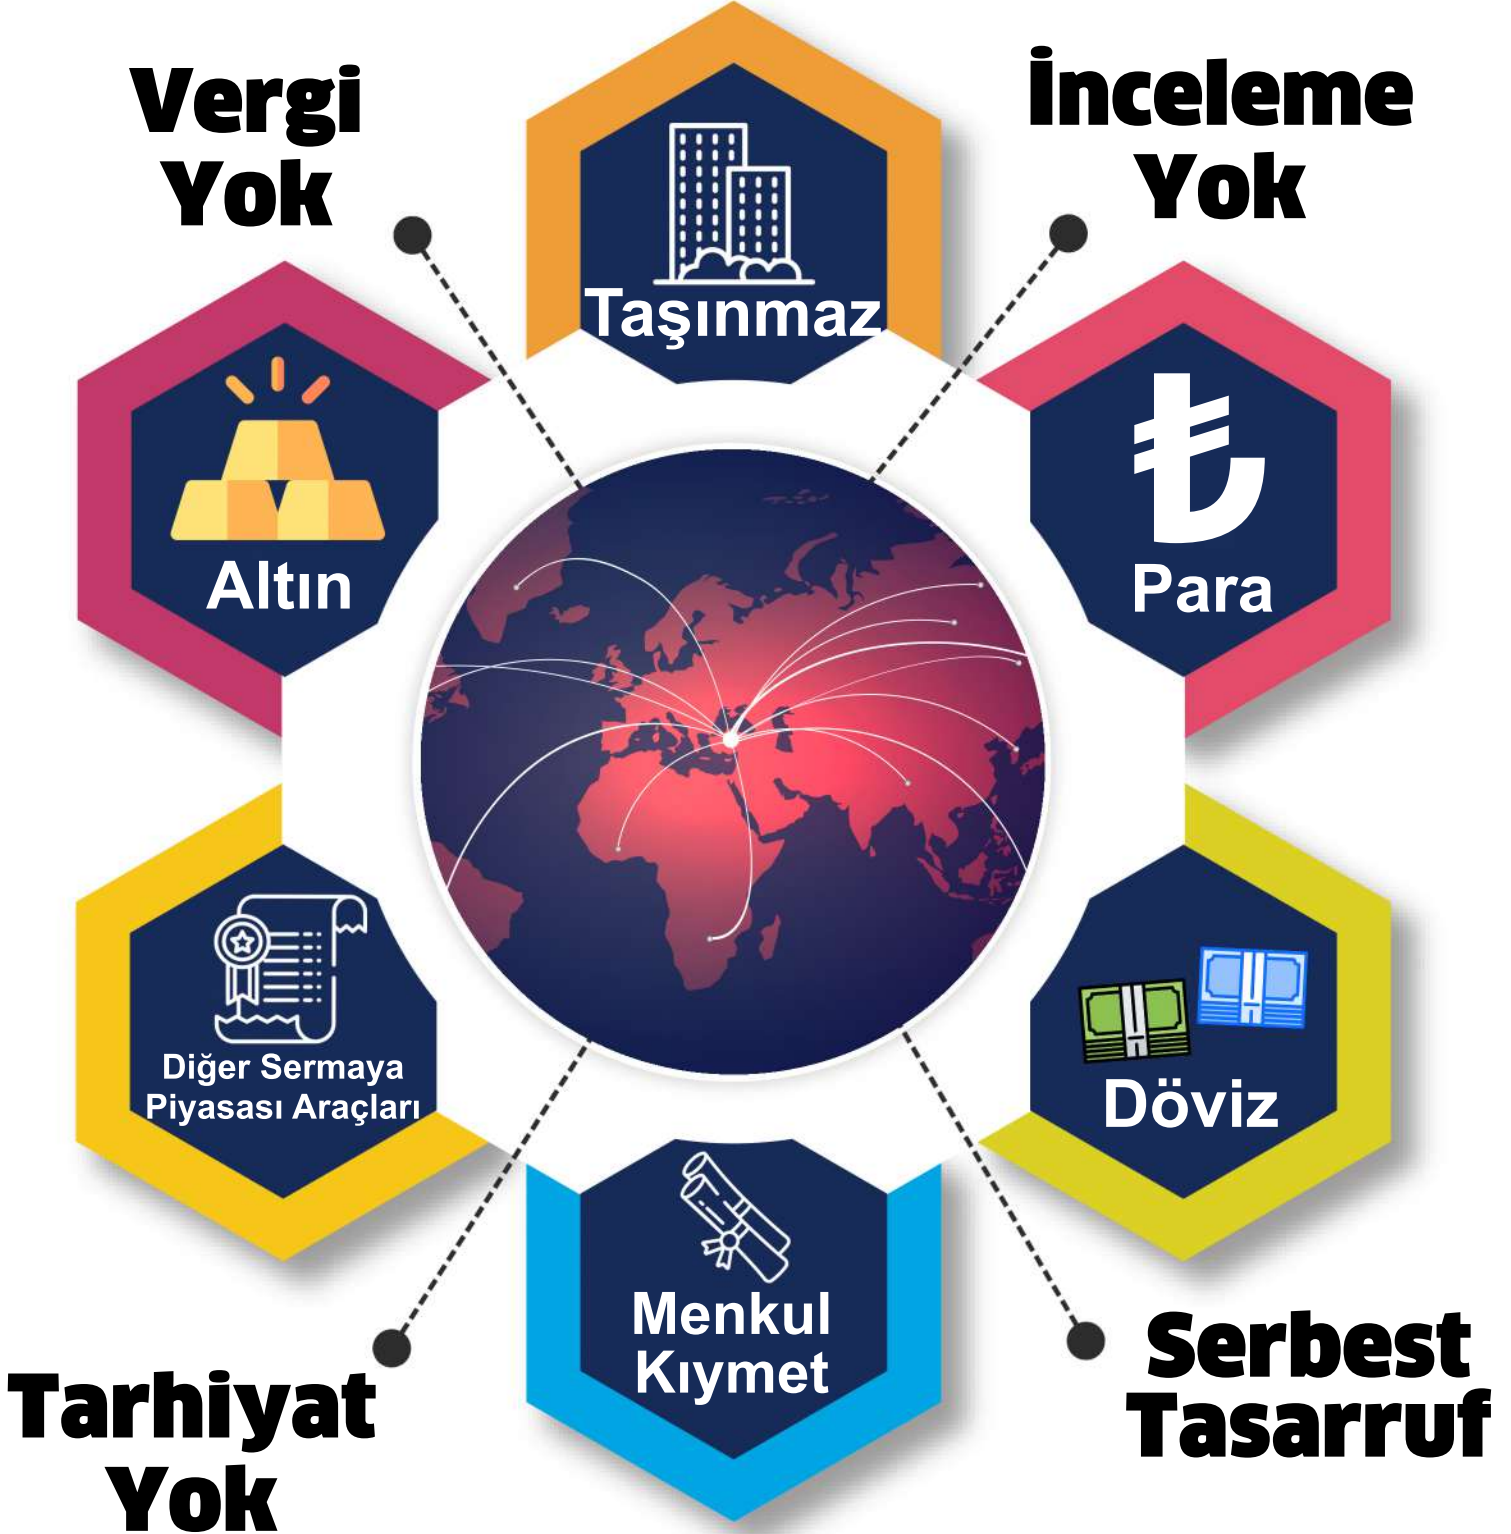 Vergi
Yok
İnceleme
Yok
Taşınmaz
Altın
Para
Diğer Sermaya
Piyasası Araçları
Döviz
Menkul
Kıymet
Tarhiyat
Yok
Serbest
Tasarruf